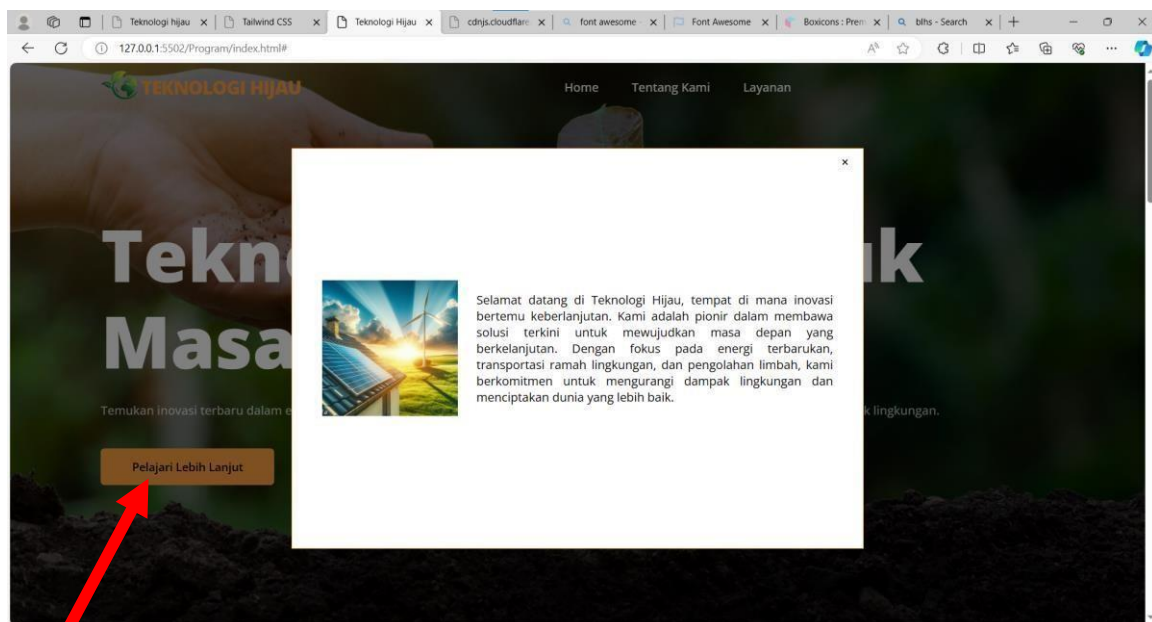 Teknologi hijau
Tailwind CSS
Teknologi Hijau
cdnjs.cloudflare
font awesome -
Font Awesome
Boxicons : Prem
blhs - Search
127.0.0.1:5502/Program/index.html#
TEKNOLOGI HIJAU
Home Tentang Kami Layanan
×
Tekn uk
Masa
Selamat datang di Teknologi Hijau, tempat di mana inovasi
bertemu keberlanjutan. Kami adalah pionir dalam membawa
solusi terkini untuk mewujudkan masa depan yang
berkelanjutan. Dengan fokus pada energi terbarukan,
transportasi ramah lingkungan, dan pengolahan limbah, kami
berkomitmen untuk mengurangi dampak lingkungan dan
menciptakan dunia yang lebih baik.
Temukan inovasi terbaru dalam e k lingkungan.
Pelajari Lebih Lanjut